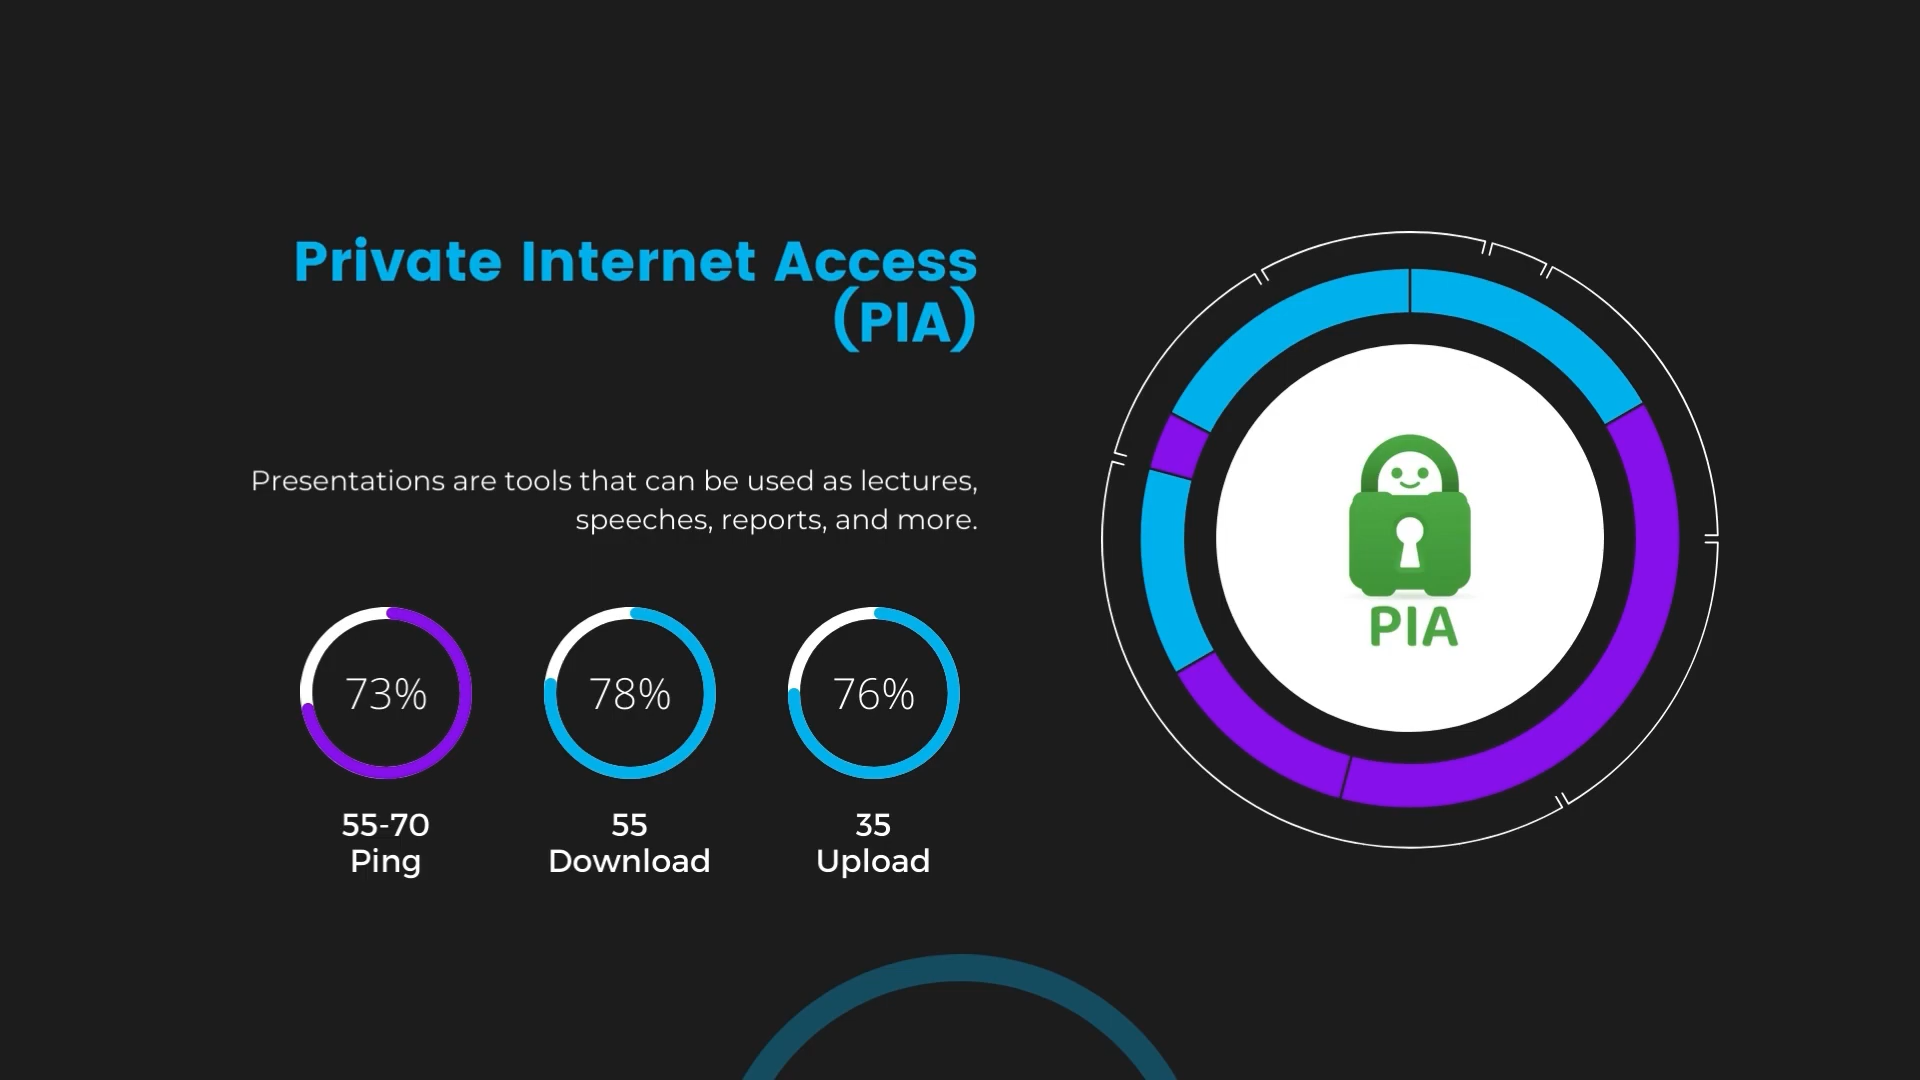 Private Internet Access
(PIA)
Presentations are tools that can be used as lectures,
speeches, reports, and more.
73%
78%
76%
55-70
Ping
55
Download
35
Upload
PIA